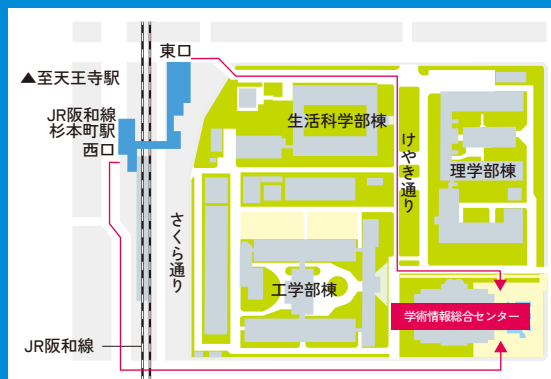 東口
▲至天王寺駅
JR阪和線
杉本町駅
西口
生活科学部棟
けやき通り
理学部棟
さくら通り
工学部棟
学術情報総合センター
JR阪和線